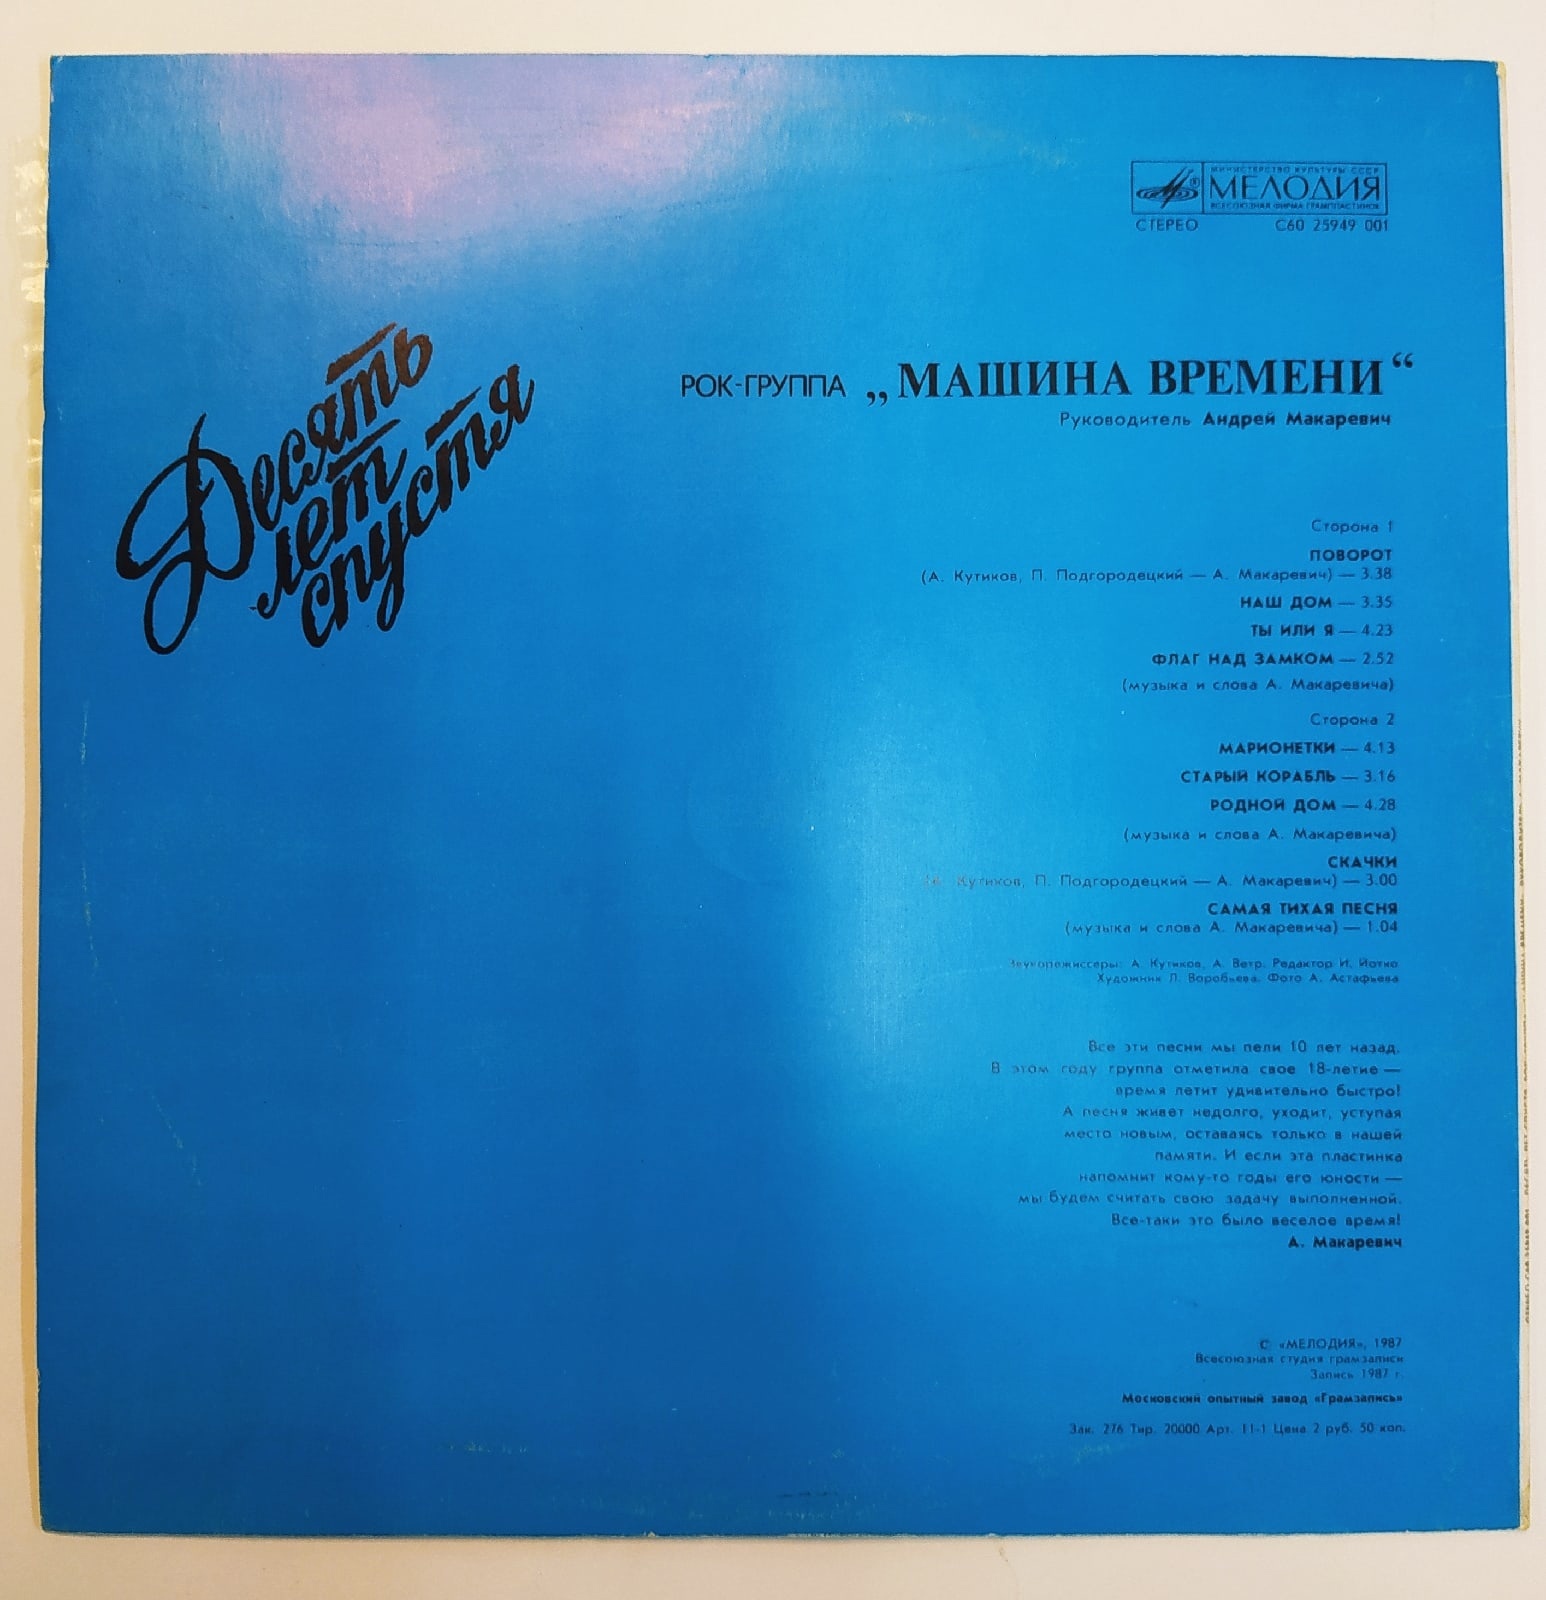 МИНИСТЕРСТВО КУЛЬТУРЫ СССР
МЕЛОДИЯ
ВСЕСОЮЗНАЯ ФИРМА ГРАМПЛАСТИНОК
СТЕРЕО С60 25949 001
Десять
лет
спустя
РОК-ГРУППА „МАШИНА ВРЕМЕНИ“
Руководитель Андрей Макаревич
Сторона 1
ПОВОРОТ
(А. Кутиков, П. Подгородецкий — А. Макаревич) — 3.38
НАШ ДОМ — 3.35
ТЫ ИЛИ Я — 4.23
ФЛАГ НАД ЗАМКОМ — 2.52
(музыка и слова А. Макаревича)
Сторона 2
МАРИОНЕТКИ — 4.13
СТАРЫЙ КОРАБЛЬ — 3.16
РОДНОЙ ДОМ — 4.28
(музыка и слова А. Макаревича)
СКАЧКИ
(А. Кутиков, П. Подгородецкий — А. Макаревич) — 3.00
САМАЯ ТИХАЯ ПЕСНЯ
(музыка и слова А. Макаревича) — 1.04
Звукорежиссеры: А. Кутиков, А. Ветр. Редактор И. Йотко
Художник Л. Воробьева. Фото А. Астафьева
Все эти песни мы пели 10 лет назад.
В этом году группа отметила свое 18-летие —
время летит удивительно быстро!
А песня живет недолго, уходит, уступая
место новым, оставаясь только в нашей
памяти. И если эта пластинка
напомнит кому-то годы его юности —
мы будем считать свою задачу выполненной.
Все-таки это было веселое время!
А. Макаревич
© «МЕЛОДИЯ», 1987
Всесоюзная студия грамзаписи
Запись 1987 г.
Московский опытный завод «Грамзапись»
Зак. 276 Тир. 20000 Арт. 11-1 Цена 2 руб. 50 коп.